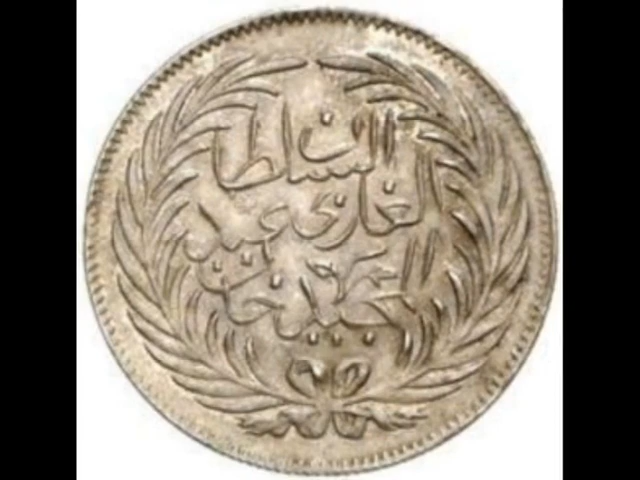 السلطان
الغازي عبد
المجيد خان